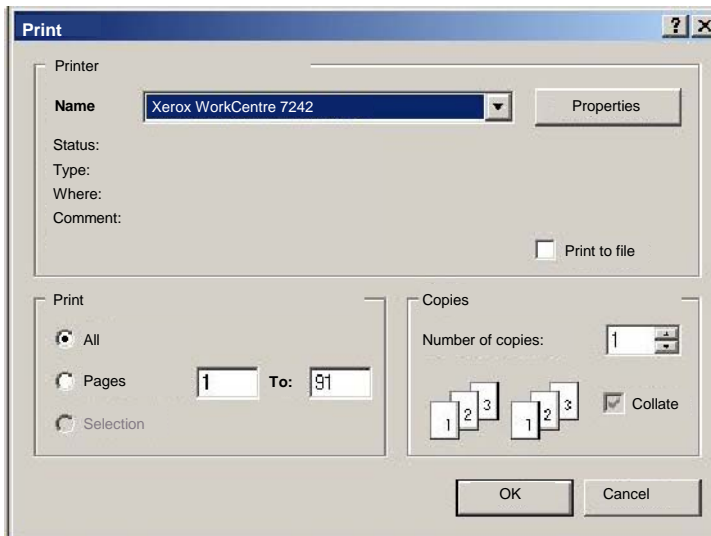 Print
Printer
Name Xerox WorkCentre 7242 Properties
Status:
Type:
Where:
Comment:
Print to file
Print
All
Pages 1 To: 91
Selection
Copies
Number of copies: 1
1 2 3 1 2 3
Collate
OK Cancel